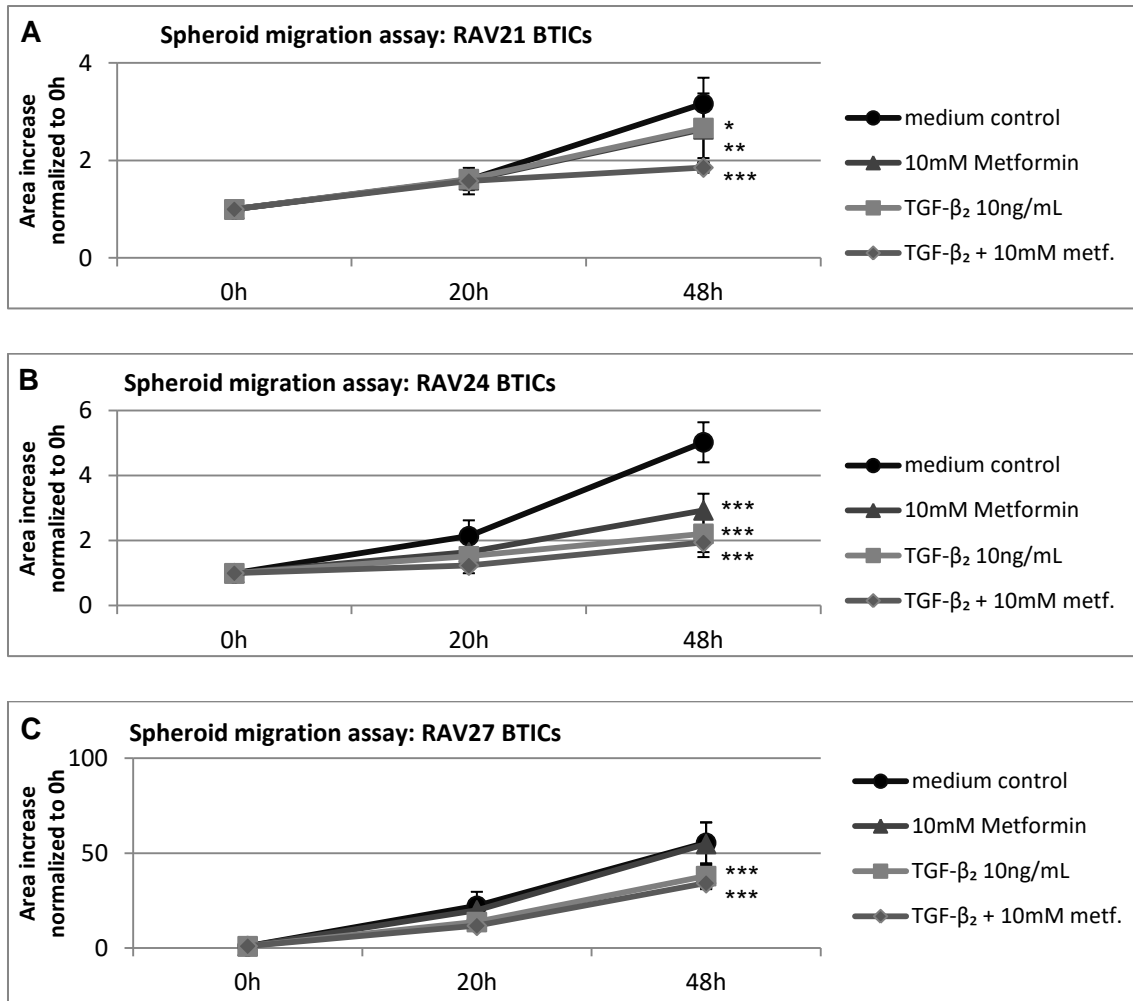 A
Spheroid migration assay: RAV21 BTICs
Area increase
normalized to 0h
4
2
0
0h 20h 48h
*
**
***
medium control
10mM Metformin
TGF-β₂ 10ng/mL
TGF-β₂ + 10mM metf.
B
Spheroid migration assay: RAV24 BTICs
Area increase
normalized to 0h
6
4
2
0
0h 20h 48h
***
***
***
medium control
10mM Metformin
TGF-β₂ 10ng/mL
TGF-β₂ + 10mM metf.
C
Spheroid migration assay: RAV27 BTICs
Area increase
normalized to 0h
100
50
0
0h 20h 48h
***
***
medium control
10mM Metformin
TGF-β₂ 10ng/mL
TGF-β₂ + 10mM metf.